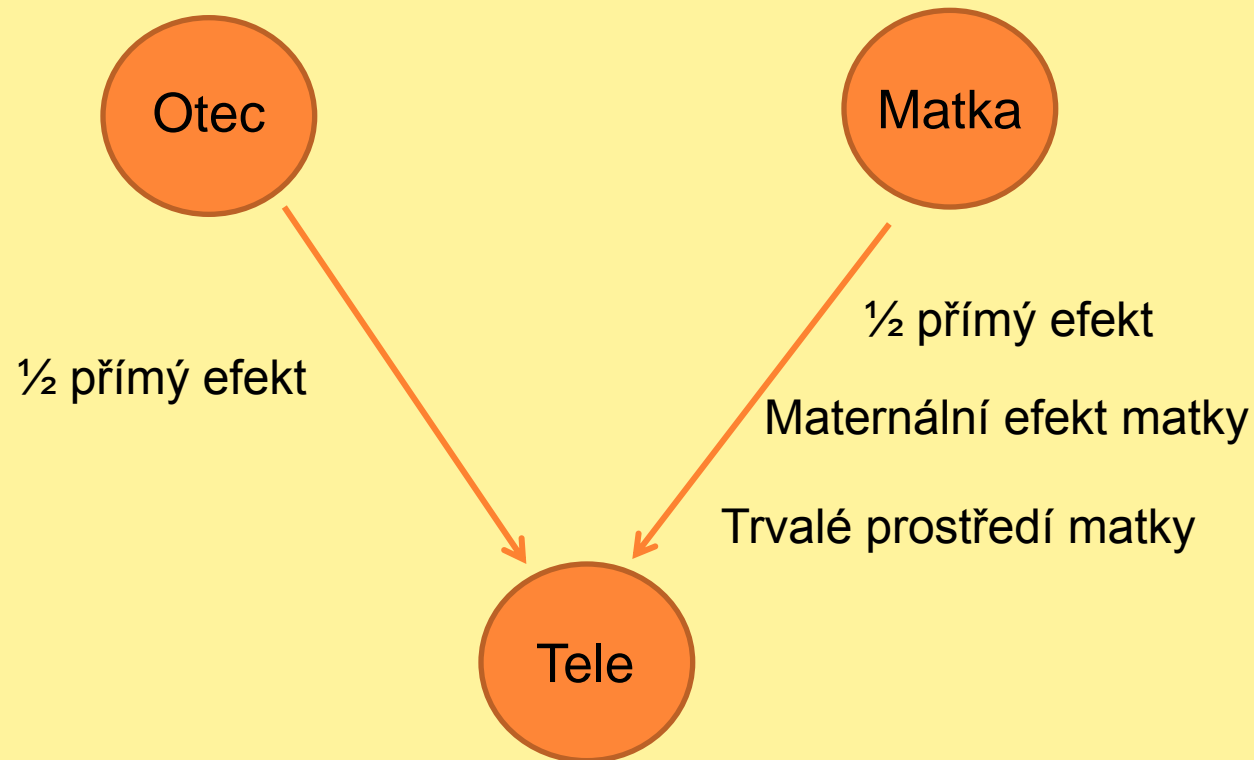 Otec
Matka
½ přímý efekt
½ přímý efekt
Maternální efekt matky
Trvalé prostředí matky
Tele